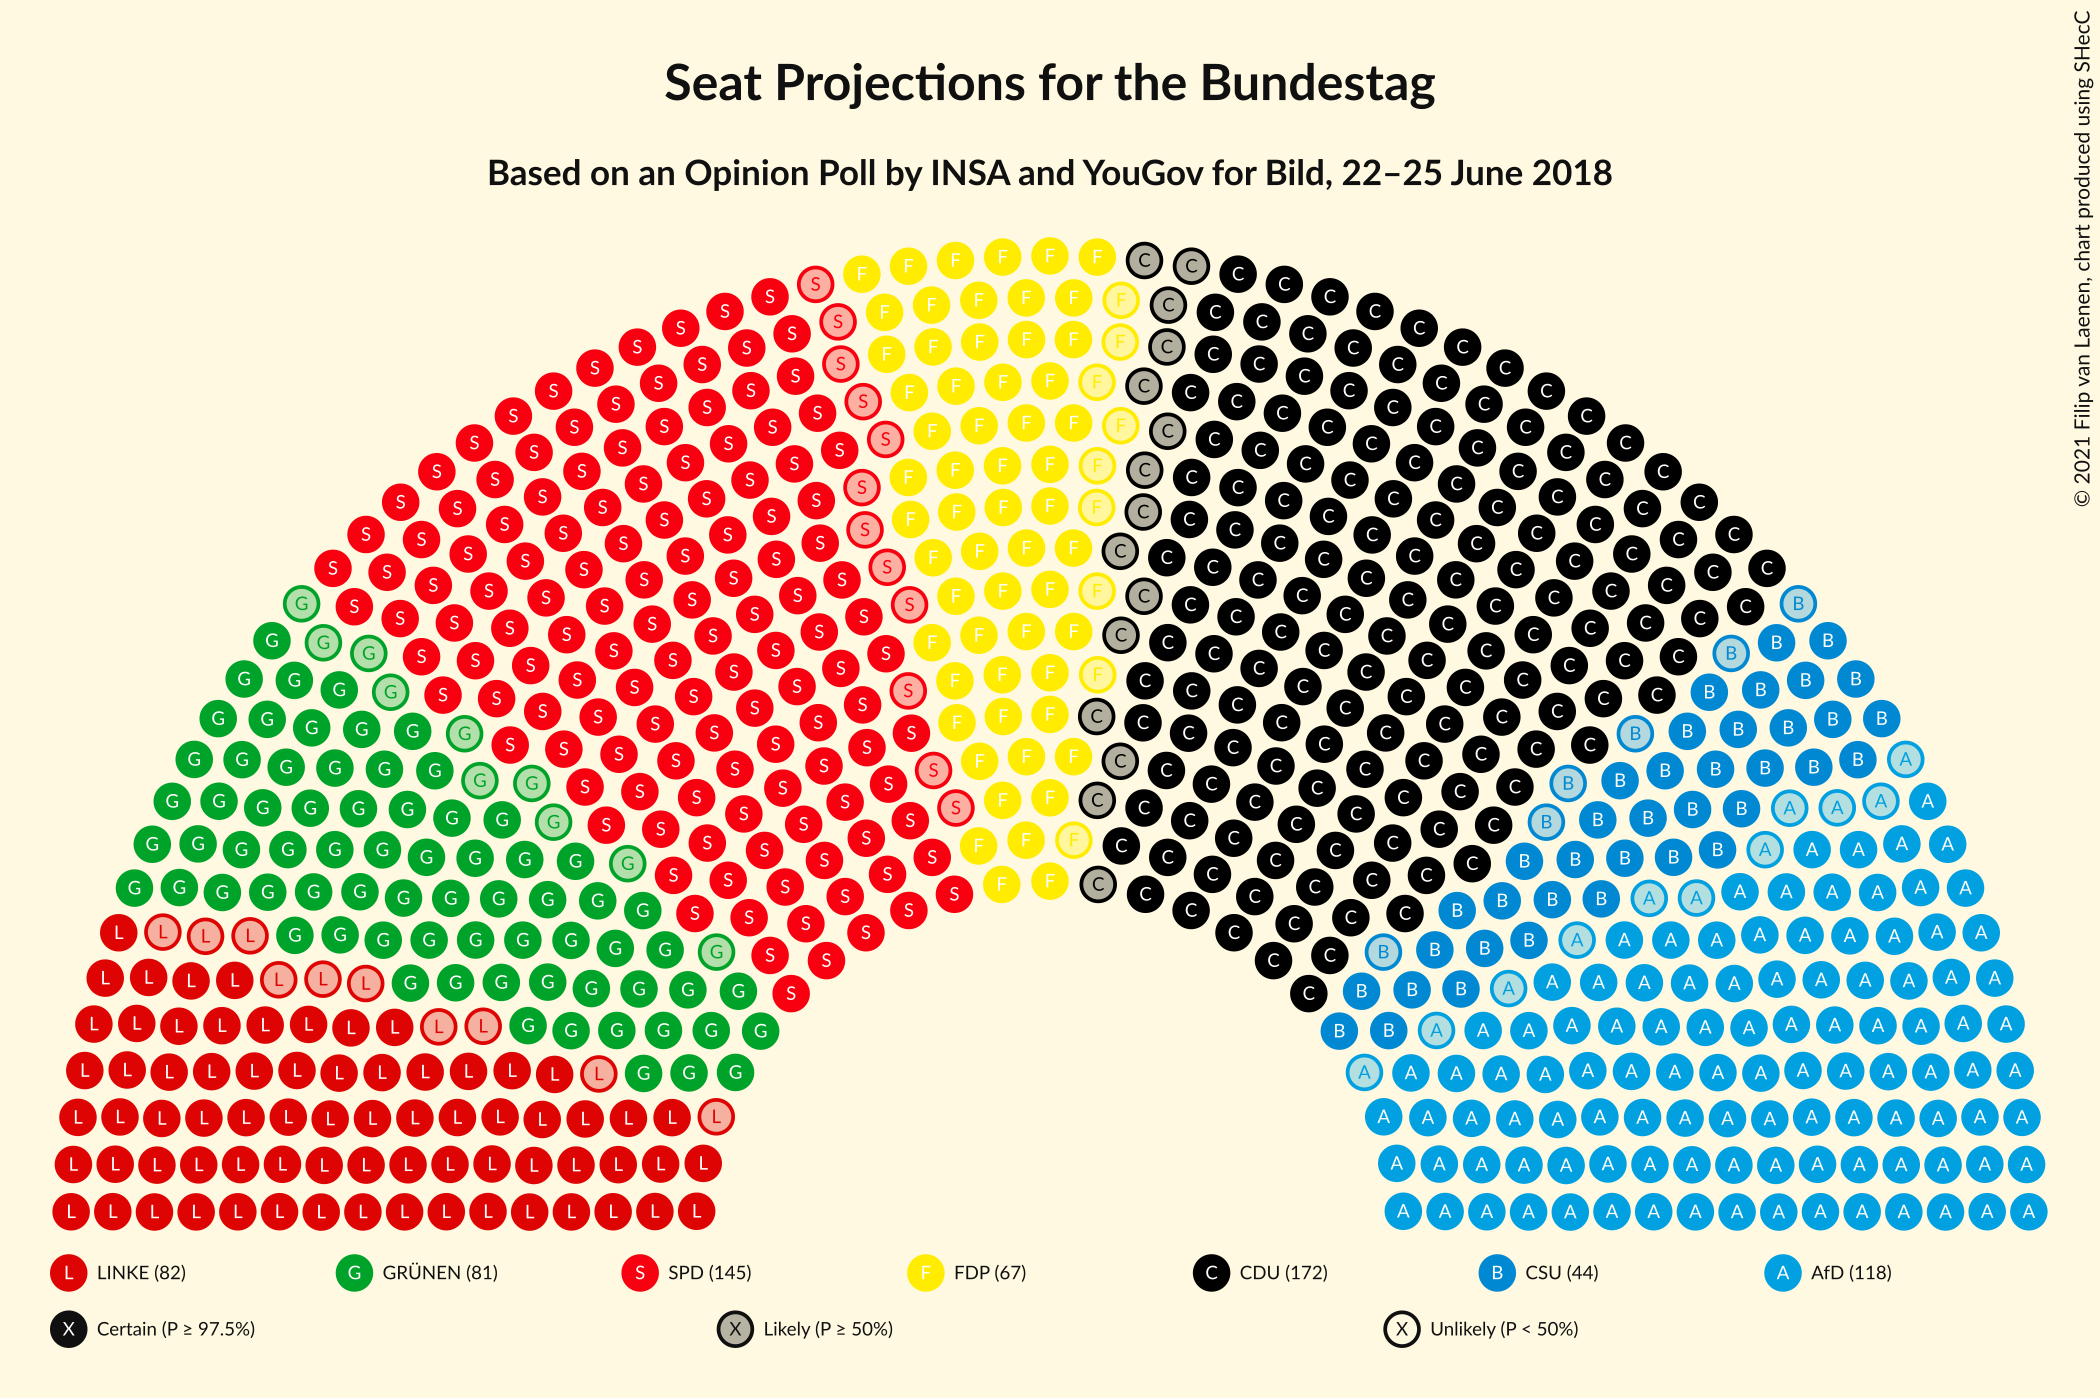 Seat Projections for the Bundestag
Based on an Opinion Poll by INSA and YouGov for Bild, 22–25 June 2018
© 2021 Filip van Laenen, chart produced using SHecC
L LINKE (82) G GRÜNEN (81) S SPD (145) F FDP (67) C CDU (172) B CSU (44) A AfD (118)
X Certain (P ≥ 97.5%) X Likely (P ≥ 50%) X Unlikely (P < 50%)